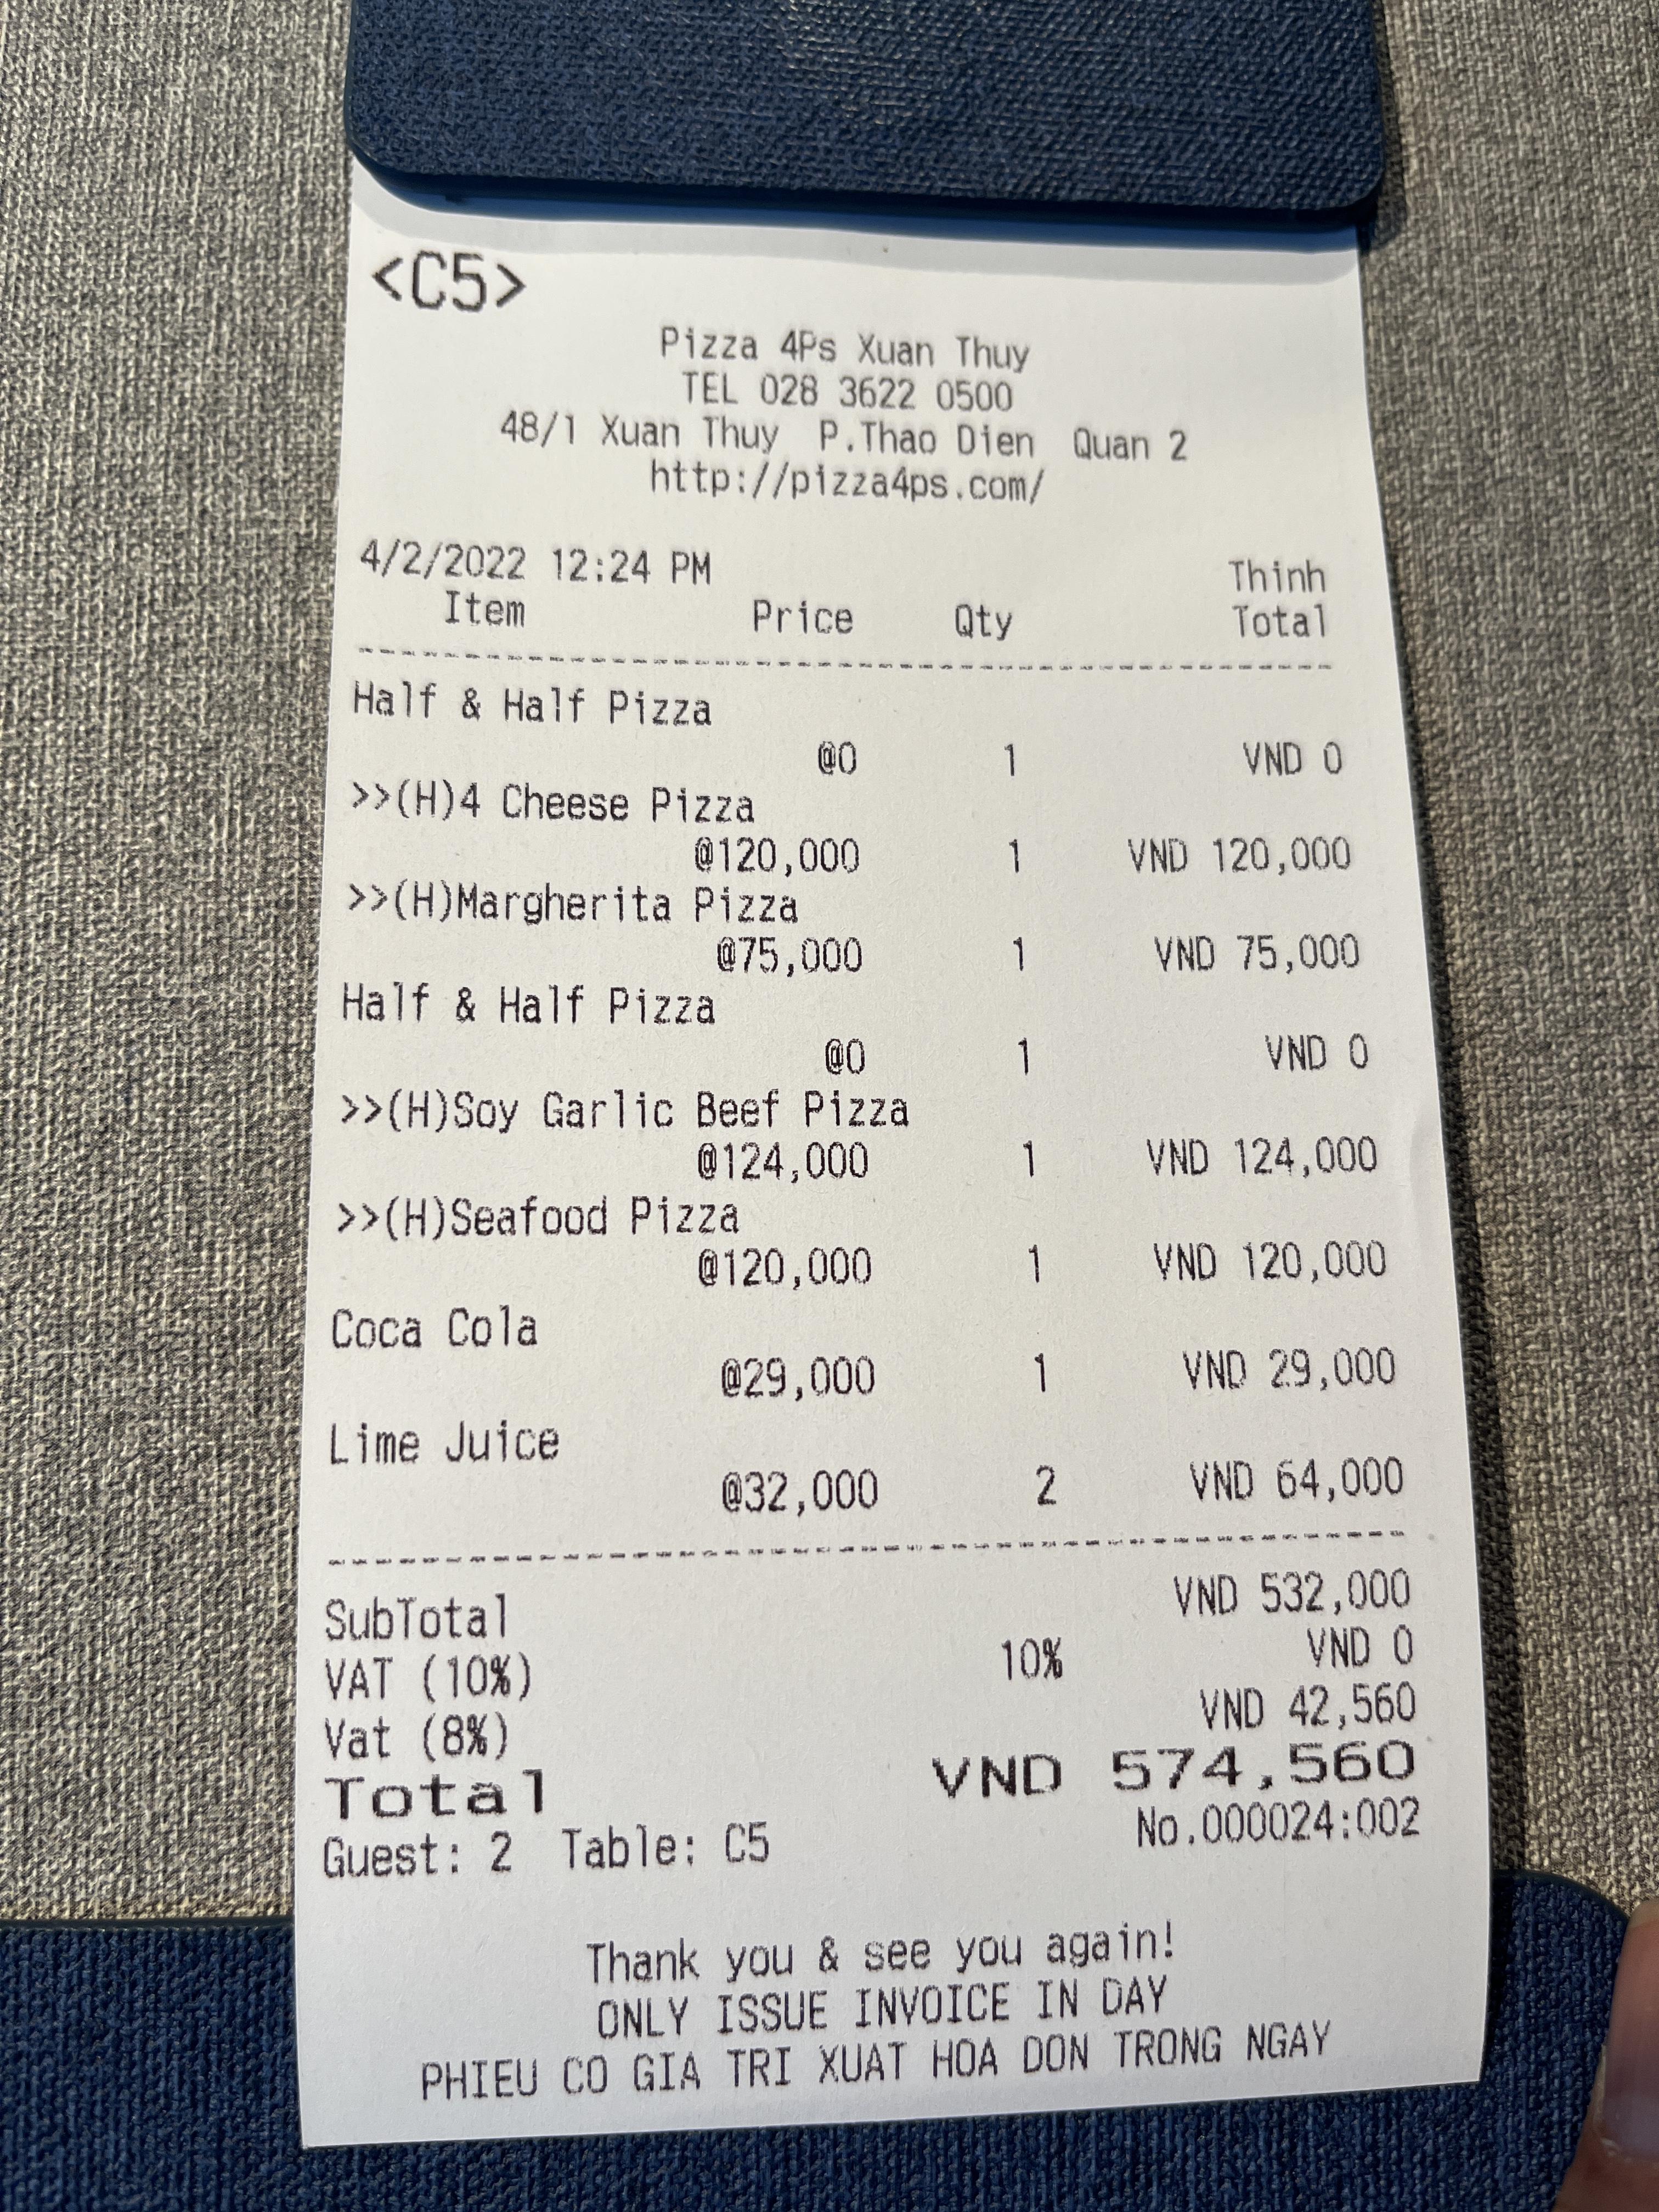 <C5>
Pizza 4Ps Xuan Thuy
TEL 028 3622 0500
48/1 Xuan Thuy P.Thao Dien Quan 2
http://pizza4ps.com/
4/2/2022 12:24 PM Thinh
Item Price Qty Total
Half & Half Pizza
@0 1 VND 0
>>(H)4 Cheese Pizza
@120,000 1 VND 120,000
>>(H)Margherita Pizza
@75,000 1 VND 75,000
Half & Half Pizza
@0 1 VND 0
>>(H)Soy Garlic Beef Pizza
@124,000 1 VND 124,000
>>(H)Seafood Pizza
@120,000 1 VND 120,000
Coca Cola
@29,000 1 VND 29,000
Lime Juice
@32,000 2 VND 64,000
SubTotal VND 532,000
VAT (10%) 10% VND 0
Vat (8%) VND 42,560
Total VND 574,560
Guest: 2 Table: C5 No.000024:002
Thank you & see you again!
ONLY ISSUE INVOICE IN DAY
PHIEU CO GIA TRI XUAT HOA DON TRONG NGAY